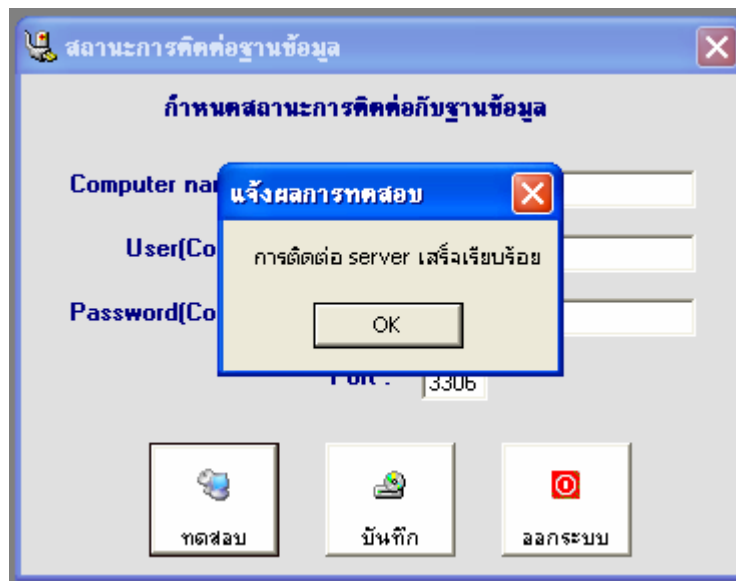 สถานะการติดต่อฐานข้อมูล
กำหนดสถานะการติดต่อกับฐานข้อมูล
Computer
แจ้งผลการทดสอบ
User(Co
การติดต่อ server เสร็จเรียบร้อย
Password(Co
OK
Port : 3306
ทดสอบ
บันทึก
ออกระบบ